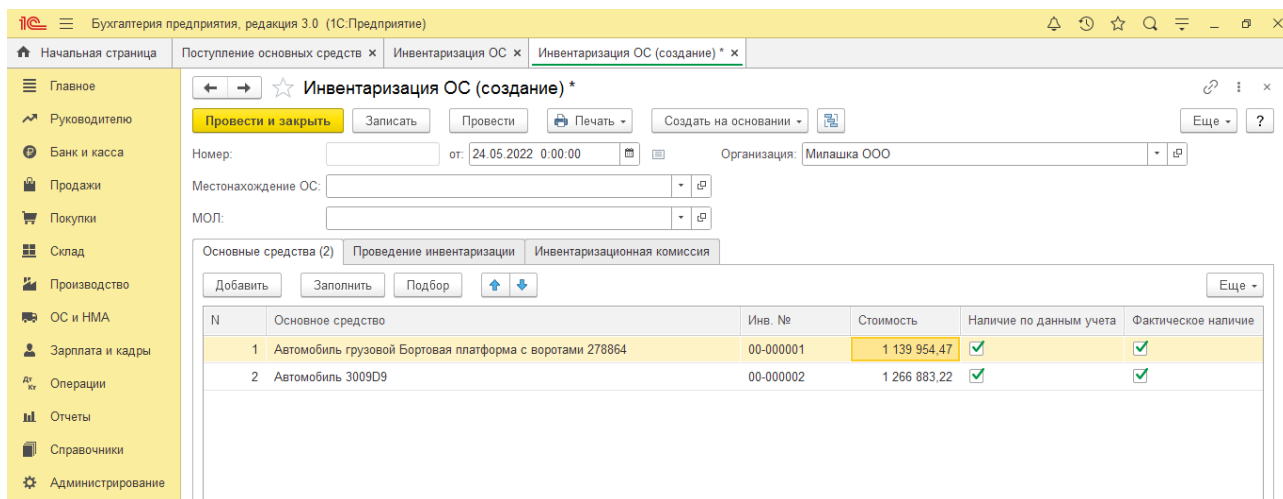 1С Бухгалтерия предприятия, редакция 3.0 (1С:Предприятие)
Начальная страница Поступление основных средств × Инвентаризация ОС × Инвентаризация ОС (создание) * ×
Главное
Руководителю
Банк и касса
Продажи
Покупки
Склад
Производство
ОС и НМА
Зарплата и кадры
Дт Кт Операции
Отчеты
Справочники
Администрирование
Инвентаризация ОС (создание) *
Провести и закрыть Записать Провести Печать Создать на основании Еще ?
Номер: от: 24.05.2022 0:00:00 Организация: Милашка ООО
Местонахождение ОС:
МОЛ:
Основные средства (2) Проведение инвентаризации Инвентаризационная комиссия
Добавить Заполнить Подбор Еще
N Основное средство Инв. № Стоимость Наличие по данным учета Фактическое наличие
1 Автомобиль грузовой Бортовая платформа с воротами 278864 00-000001 1 139 954,47
2 Автомобиль 3009D9 00-000002 1 266 883,22